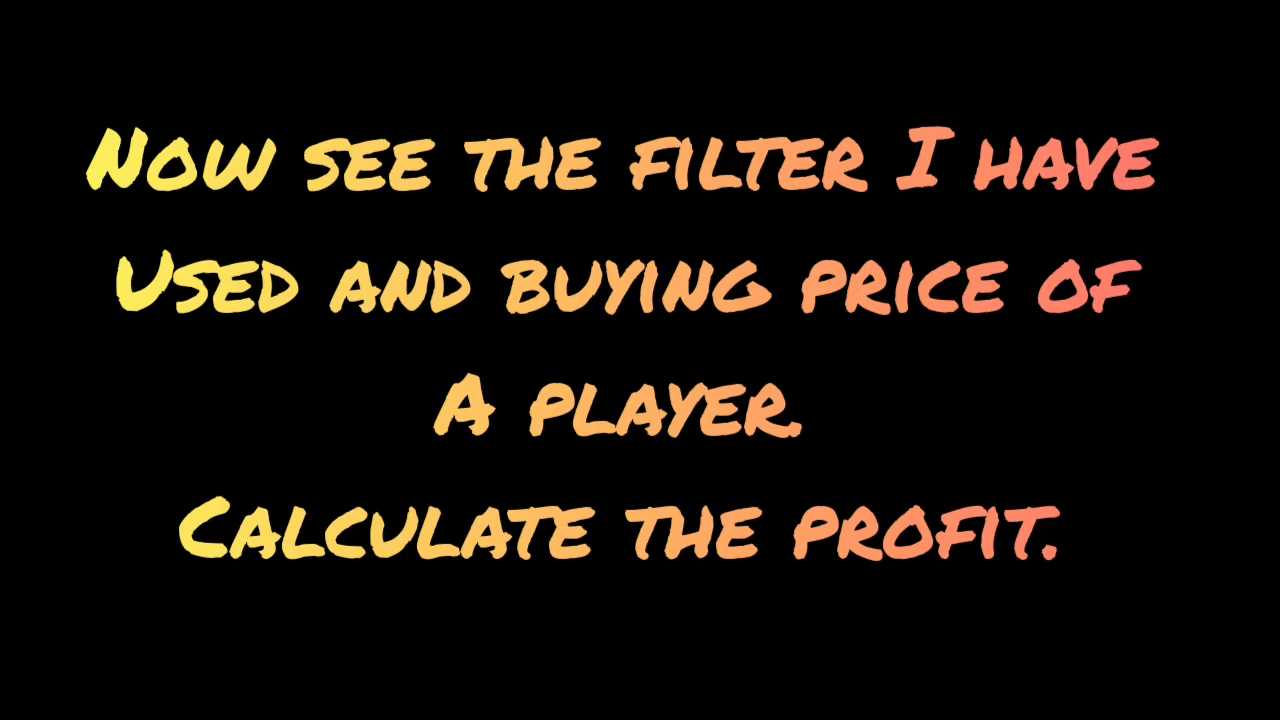 Now see the filter I have
Used and buying price of
A player.
Calculate the profit.